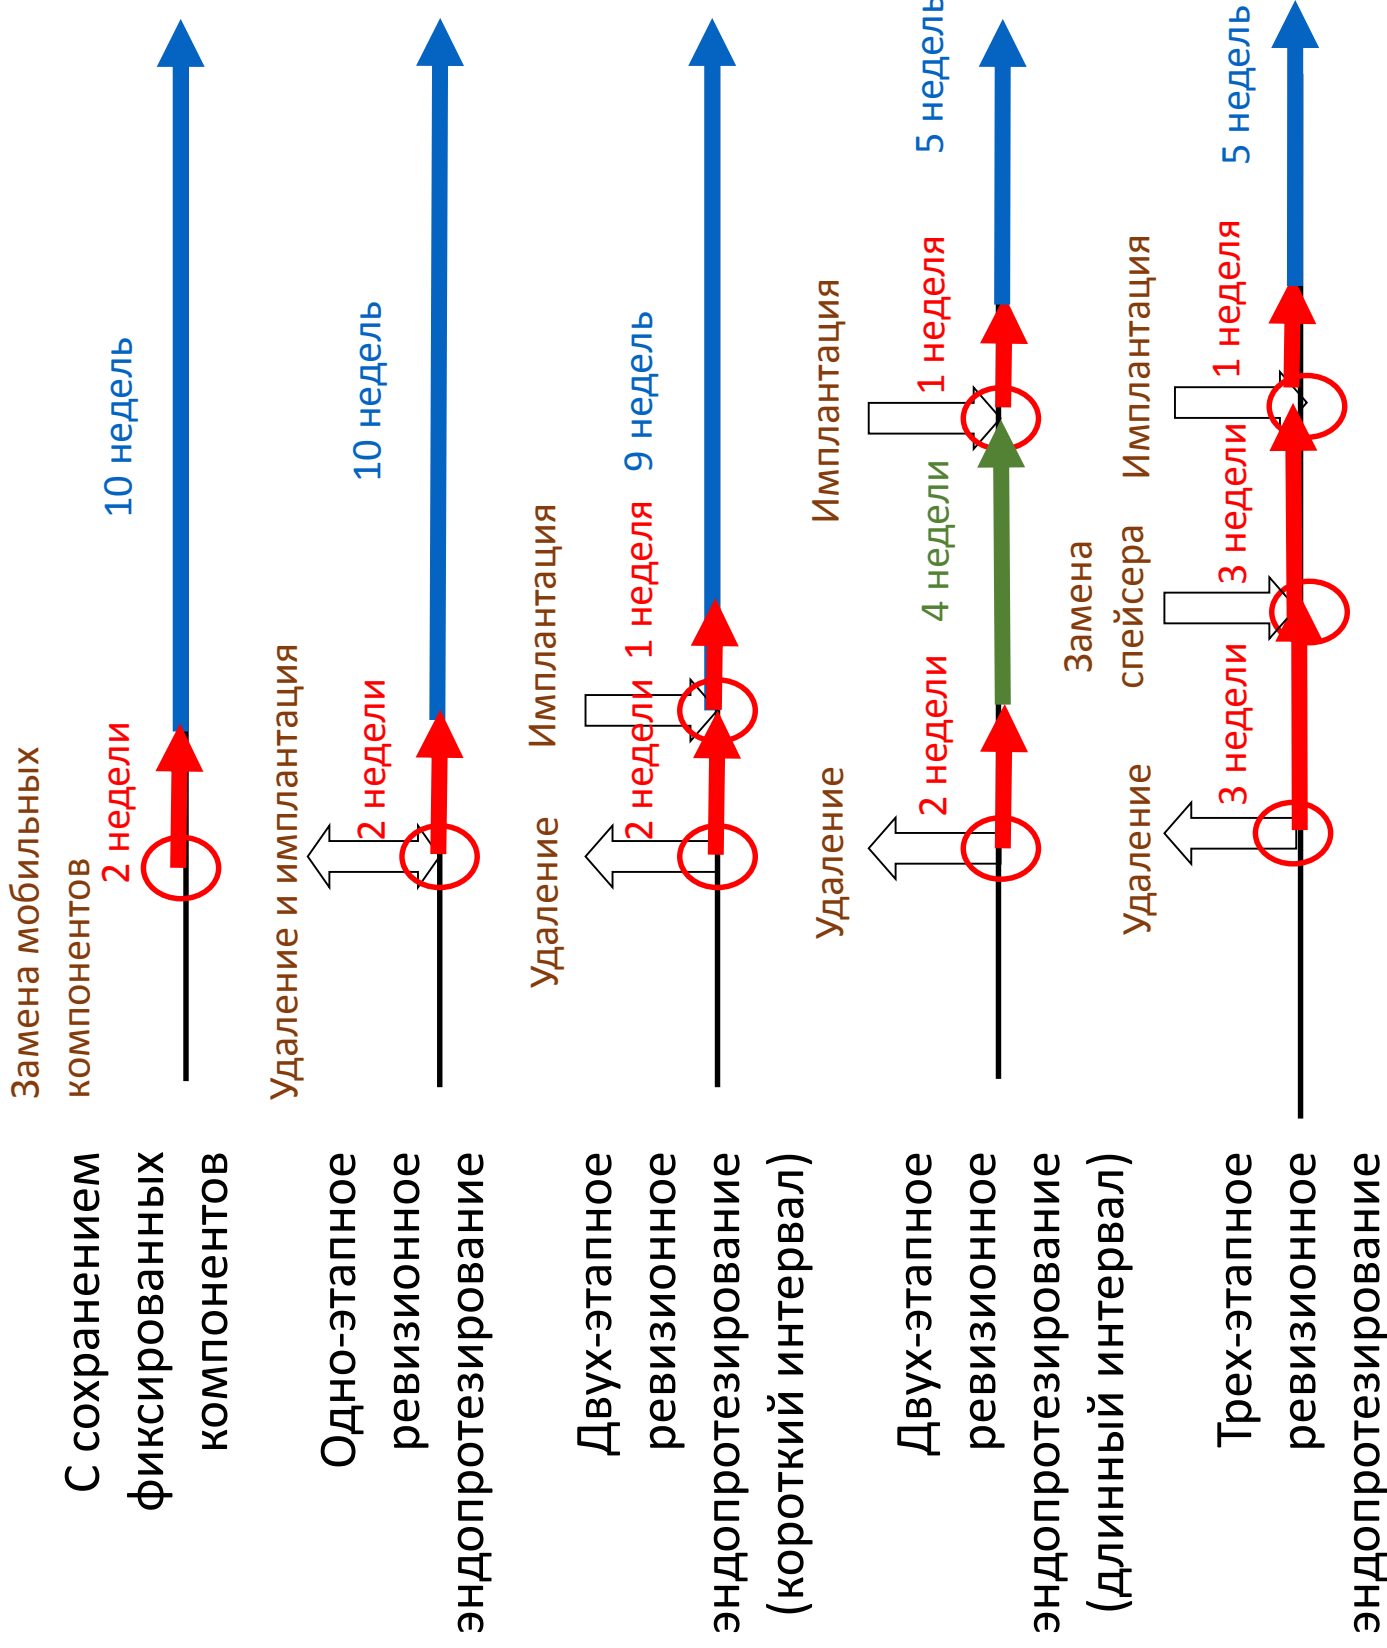 С сохранением
фиксированных
компонентов
Замена мобильных
компонентов
2 недели
10 недель
Одно-этапное
ревизионное
эндопротезирование
Удаление и имплантация
2 недели
10 недель
Двух-этапное
ревизионное
эндопротезирование
(короткий интервал)
Удаление
Имплантация
2 недели
1 неделя
9 недель
Двух-этапное
ревизионное
эндопротезирование
(длинный интервал)
Удаление
Имплантация
2 недели
4 недели
1 неделя
5 недель
Трех-этапное
ревизионное
эндопротезирование
Удаление
Замена
спейсера
Имплантация
3 недели
3 недели
1 неделя
5 недель